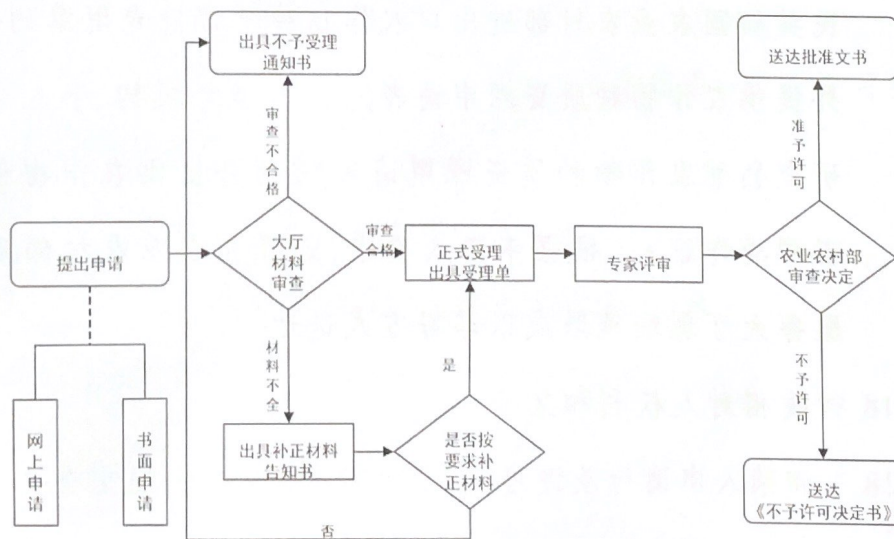 出具不予受理
通知书
送达批准文书
审查不合格
准予许可
提出申请
大厅
材料
审查
审查
合格
正式受理
出具受理单
专家评审
农业农村部
审查决定
材料不全
是
不予许可
网上申请
书面申请
出具补正材料
告知书
是否按
要求补
正材料
否
送达
《不予许可决定书》